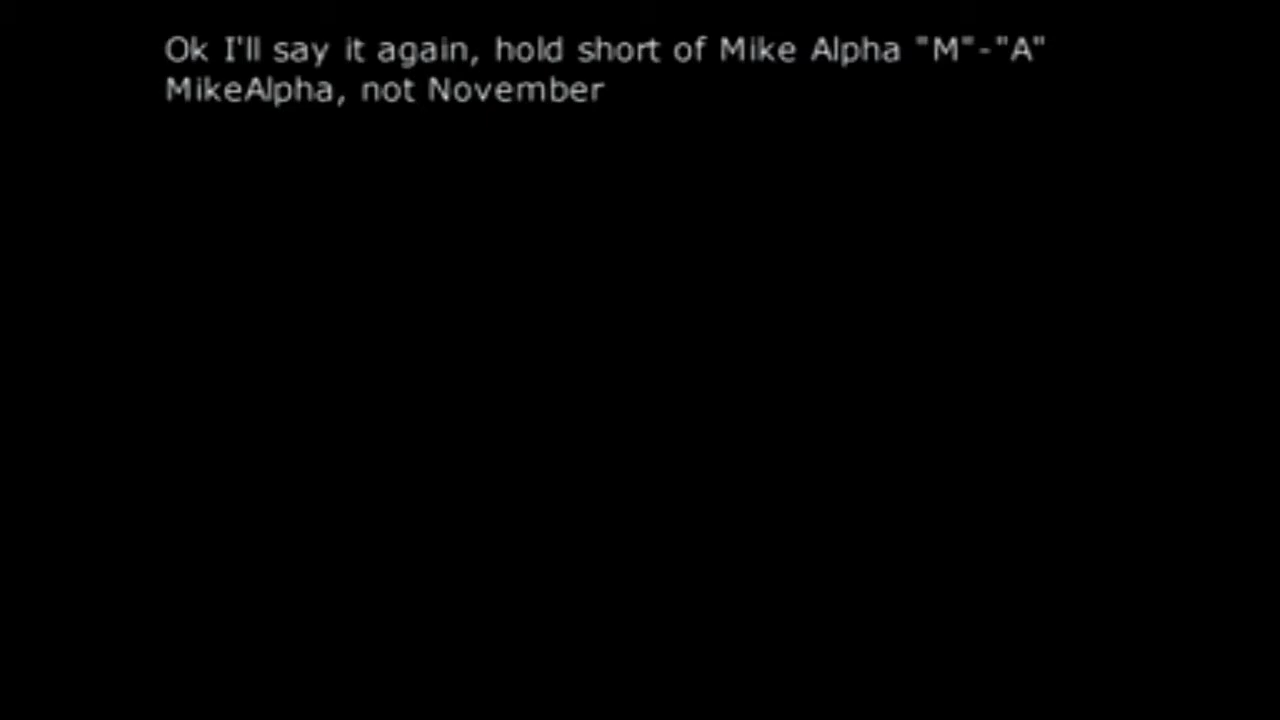 Ok I'll say it again, hold short of Mike Alpha "M"-"A"
MikeAlpha, not November